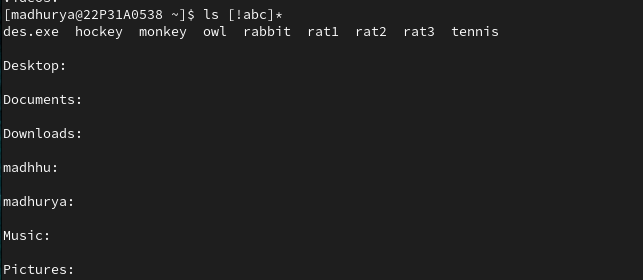 [madhurya@22P31A0538 ~]$ ls [!abc]*
des.exe hockey monkey owl rabbit rat1 rat2 rat3 tennis
Desktop:
Documents:
Downloads:
madhhu:
madhurya:
Music:
Pictures: